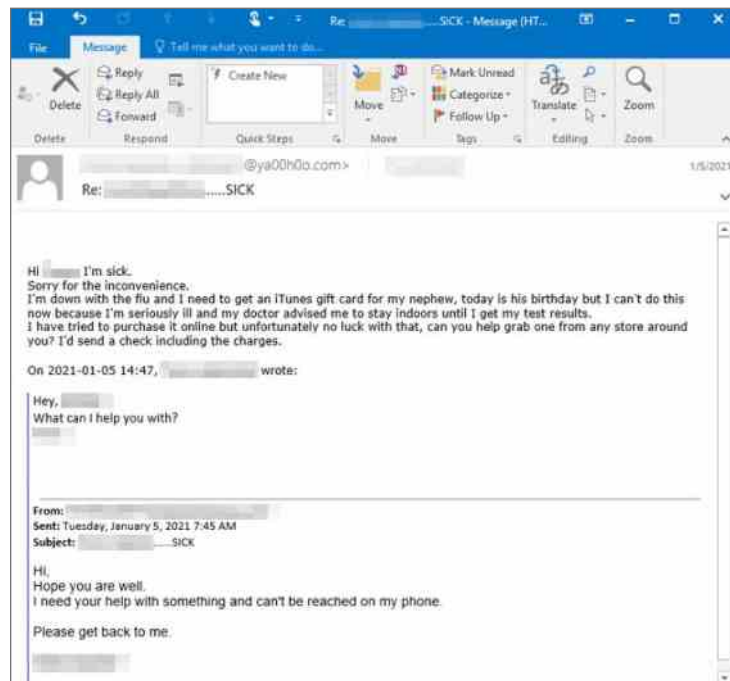 Re: .....SICK - Message (HT...
File Message Tell me what you want to do...
Delete
Reply
Reply All
Forward
Create New
Move
Mark Unread
Categorize
Follow Up
Translate
Zoom
Delete Respond Quick Steps Move Tags Editing Zoom
@ya00h0o.com> 1/5/2021
Re: ......SICK
Hi I'm sick.
Sorry for the inconvenience.
I'm down with the flu and I need to get an iTunes gift card for my nephew, today is his birthday but I can't do this
now because I'm seriously ill and my doctor advised me to stay indoors until I get my test results.
I have tried to purchase it online but unfortunately no luck with that, can you help grab one from any store around
you? I'd send a check including the charges.
On 2021-01-05 14:47, wrote:
Hey,
What can I help you with?
From:
Sent: Tuesday, January 5, 2021 7:45 AM
Subject: ......SICK
Hi,
Hope you are well.
I need your help with something and can't be reached on my phone.
Please get back to me.